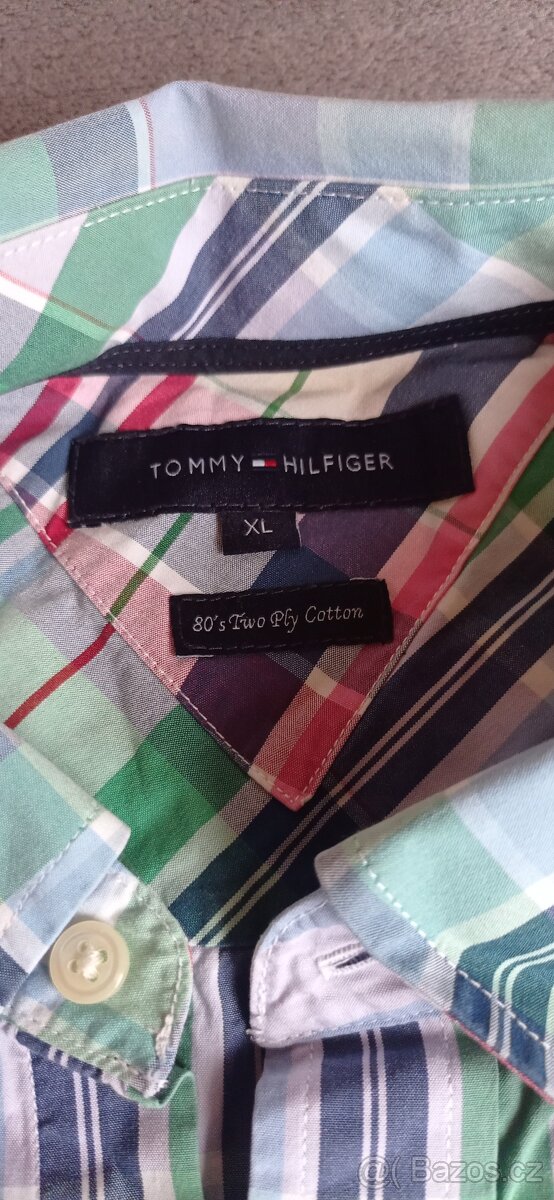 TOMMY HILFIGER
XL
80's Two Ply Cotton
@ Bazos.cz